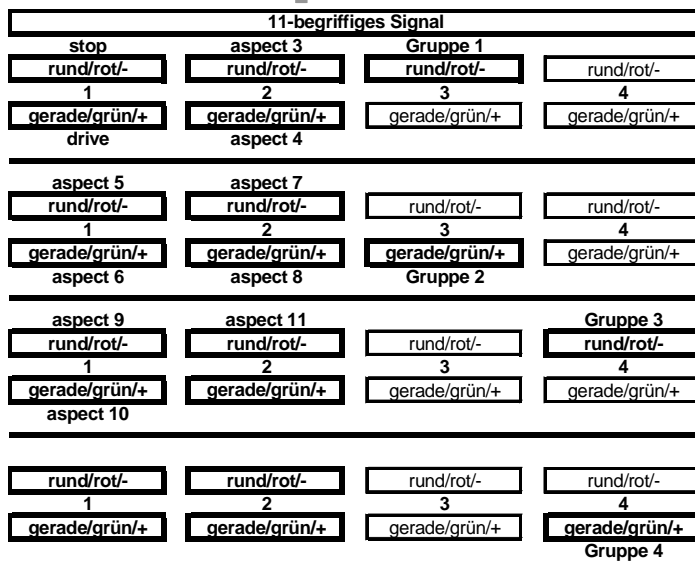 11-begriffiges Signal
stop aspect 3 Gruppe 1
rund/rot/- rund/rot/- rund/rot/- rund/rot/-
1 2 3 4
gerade/grün/+ gerade/grün/+ gerade/grün/+ gerade/grün/+
drive aspect 4
aspect 5 aspect 7
rund/rot/- rund/rot/- rund/rot/- rund/rot/-
1 2 3 4
gerade/grün/+ gerade/grün/+ gerade/grün/+ gerade/grün/+
aspect 6 aspect 8 Gruppe 2
aspect 9 aspect 11 Gruppe 3
rund/rot/- rund/rot/- rund/rot/- rund/rot/-
1 2 3 4
gerade/grün/+ gerade/grün/+ gerade/grün/+ gerade/grün/+
aspect 10
rund/rot/- rund/rot/- rund/rot/- rund/rot/-
1 2 3 4
gerade/grün/+ gerade/grün/+ gerade/grün/+ gerade/grün/+
Gruppe 4